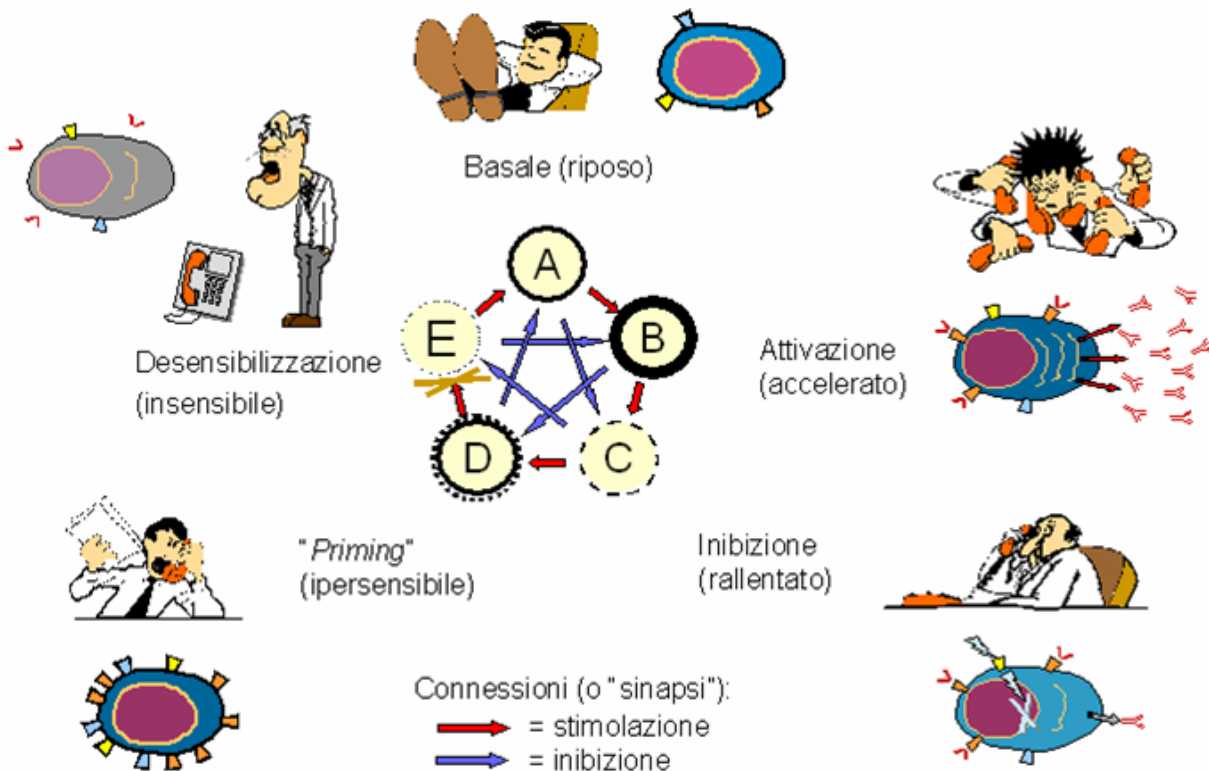 Basale (riposo)
A
E
B
Desensibilizzazione
(insensibile)
Attivazione
(accelerato)
D
C
"Priming"
(ipersensibile)
Inibizione
(rallentato)
Connessioni (o "sinapsi"):
= stimolazione
= inibizione